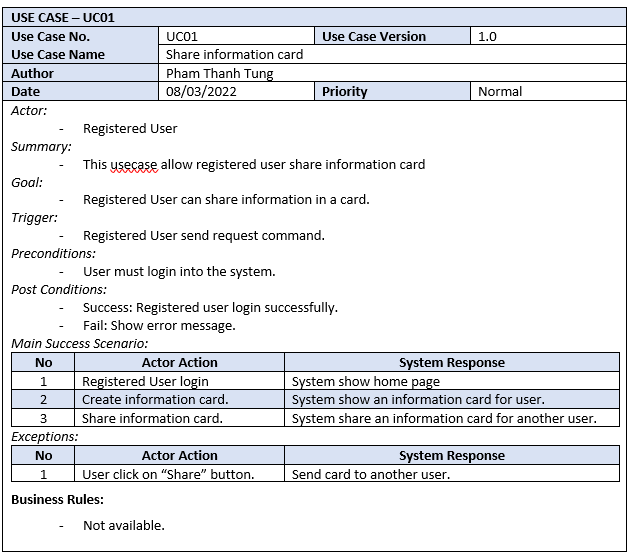 USE CASE – UC01
Use Case No. UC01 Use Case Version 1.0
Use Case Name Share information card
Author Pham Thanh Tung
Date 08/03/2022 Priority Normal
Actor:
- Registered User
Summary:
- This usecase allow registered user share information card
Goal:
- Registered User can share information in a card.
Trigger:
- Registered User send request command.
Preconditions:
- User must login into the system.
Post Conditions:
- Success: Registered user login successfully.
- Fail: Show error message.
Main Success Scenario:
No Actor Action System Response
1 Registered User login System show home page
2 Create information card. System show an information card for user.
3 Share information card. System share an information card for another user.
Exceptions:
No Actor Action System Response
1 User click on “Share” button. Send card to another user.
Business Rules:
- Not available.